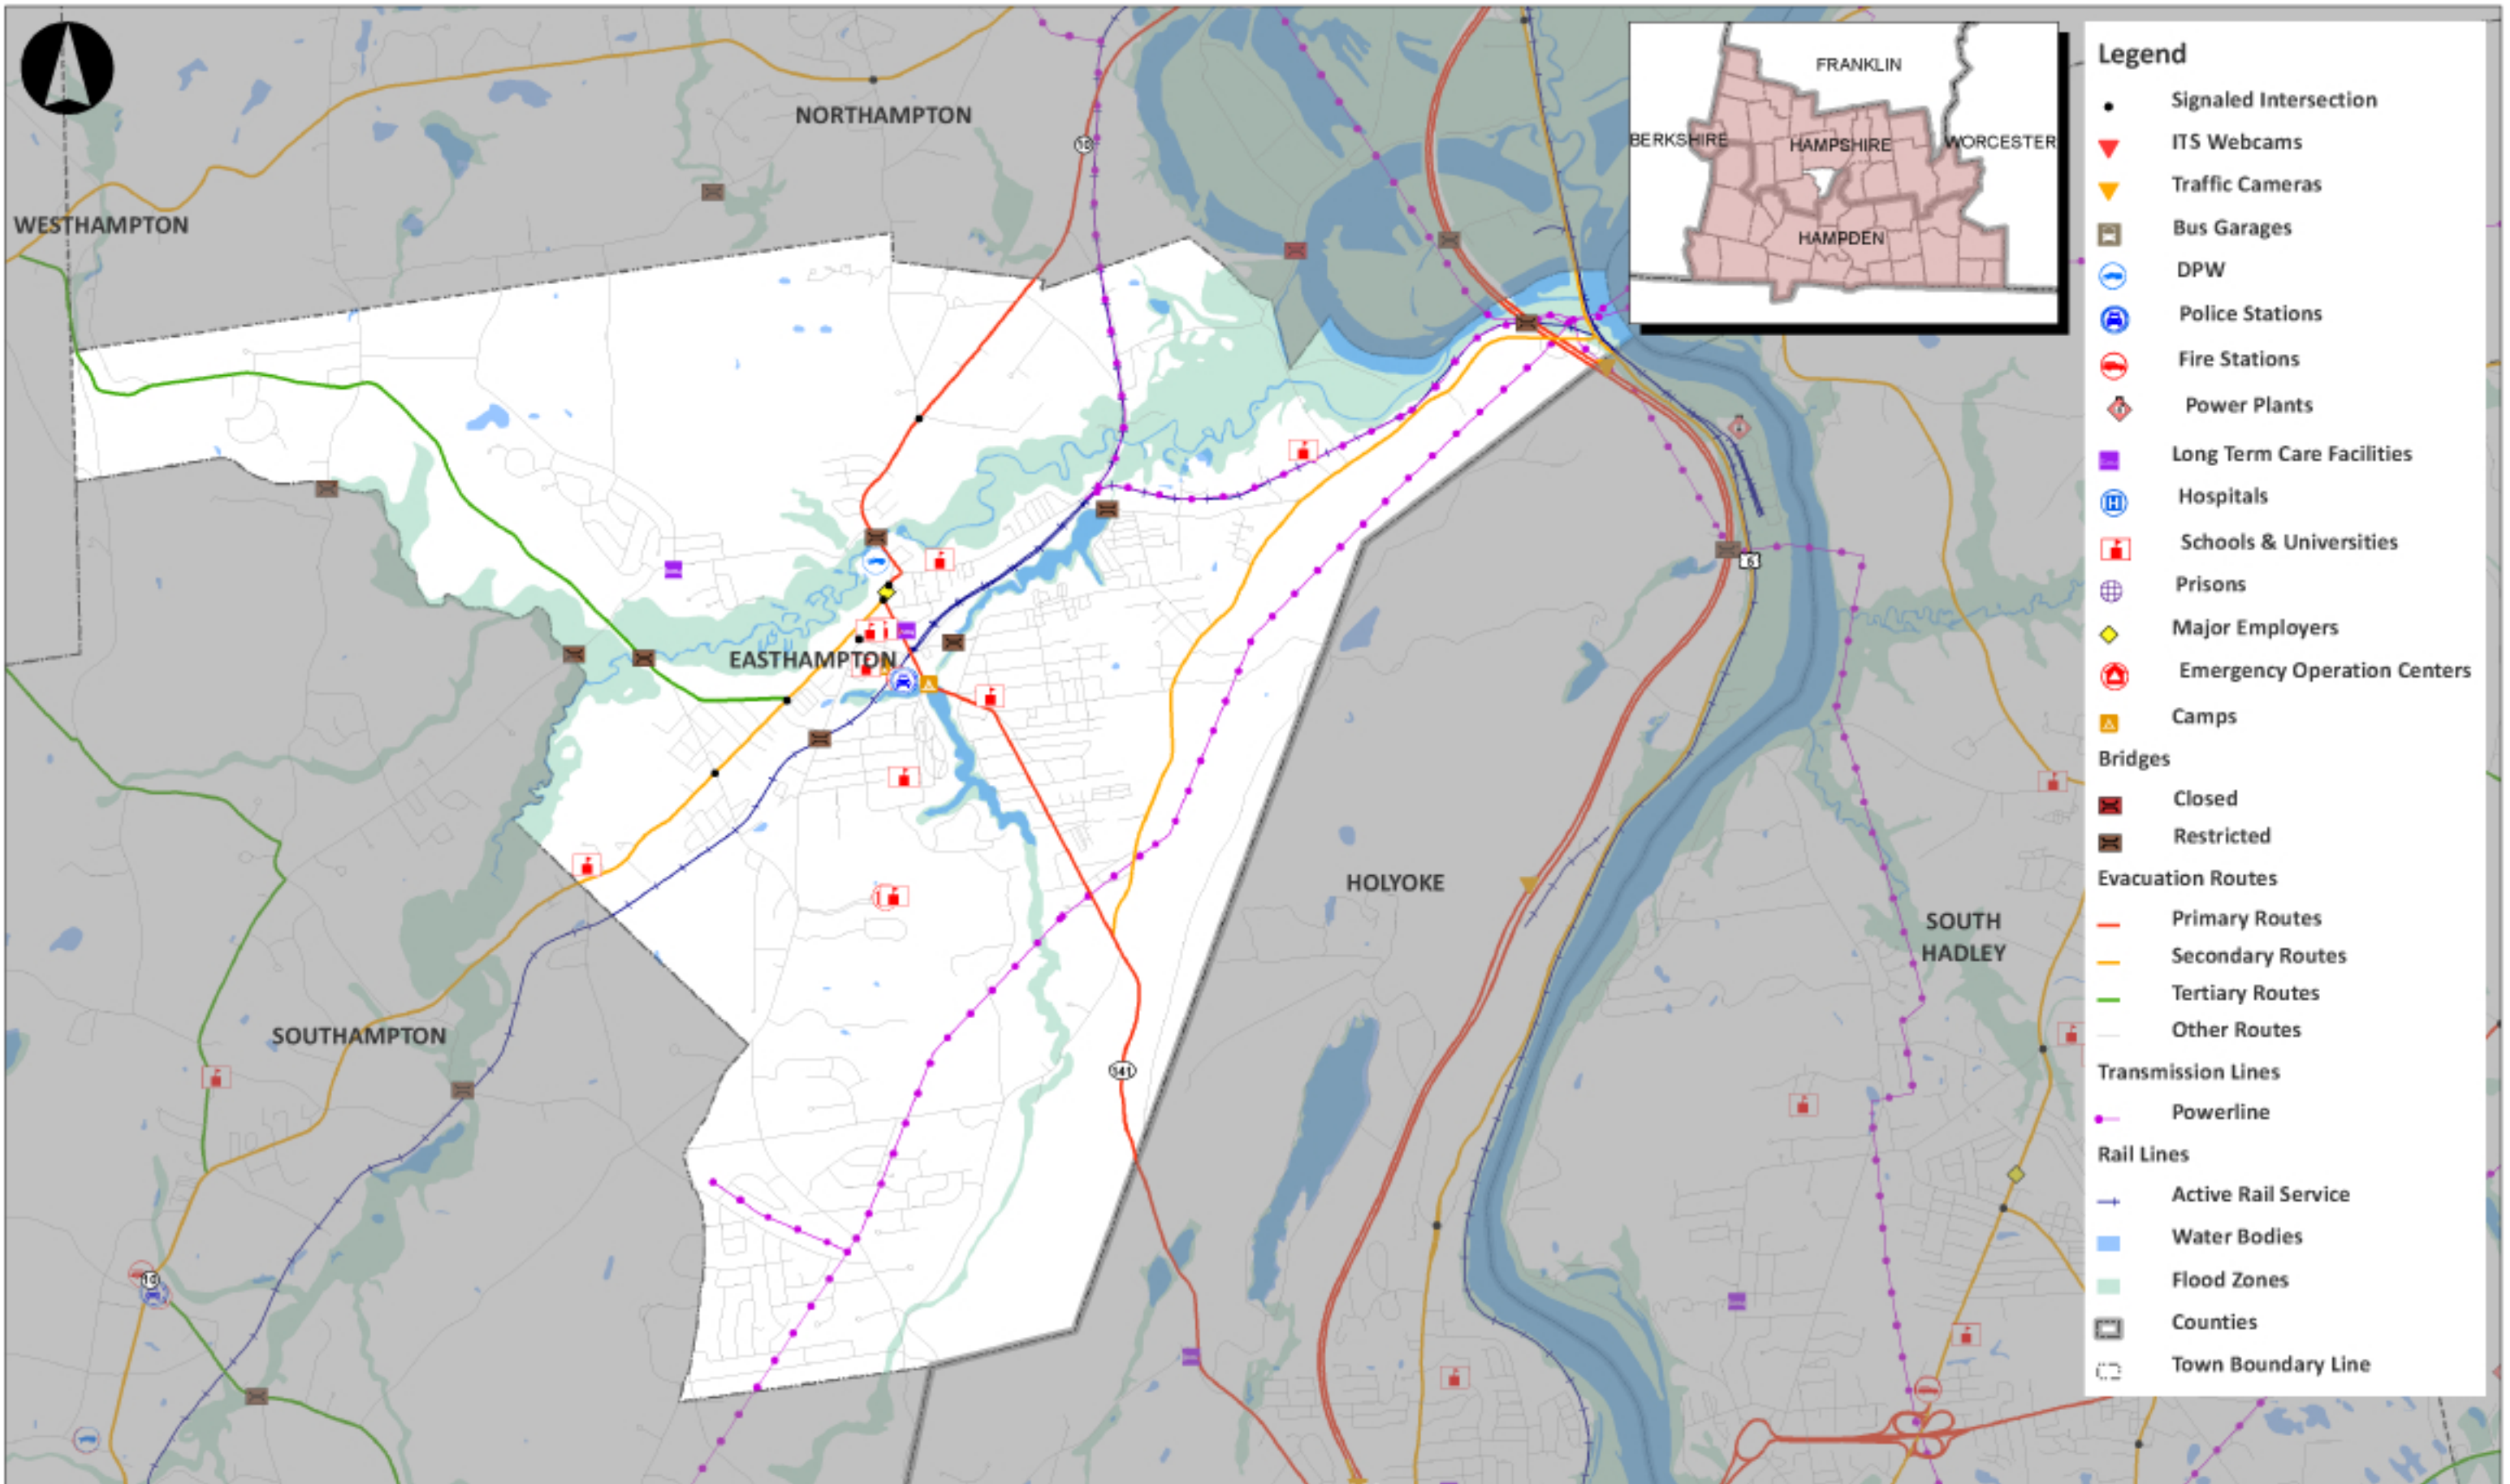 NORTHAMPTON
10
WESTHAMPTON
EASTHAMPTON
HOLYOKE
SOUTH
HADLEY
SOUTHAMPTON
141
10
FRANKLIN
BERKSHIRE
HAMPSHIRE
WORCESTER
HAMPDEN
Legend
Signaled Intersection
ITS Webcams
Traffic Cameras
Bus Garages
DPW
Police Stations
Fire Stations
Power Plants
Long Term Care Facilities
H
Hospitals
Schools & Universities
Prisons
Major Employers
Emergency Operation Centers
Camps
Bridges
Closed
Restricted
Evacuation Routes
Primary Routes
Secondary Routes
Tertiary Routes
Other Routes
Transmission Lines
Powerline
Rail Lines
Active Rail Service
Water Bodies
Flood Zones
Counties
Town Boundary Line